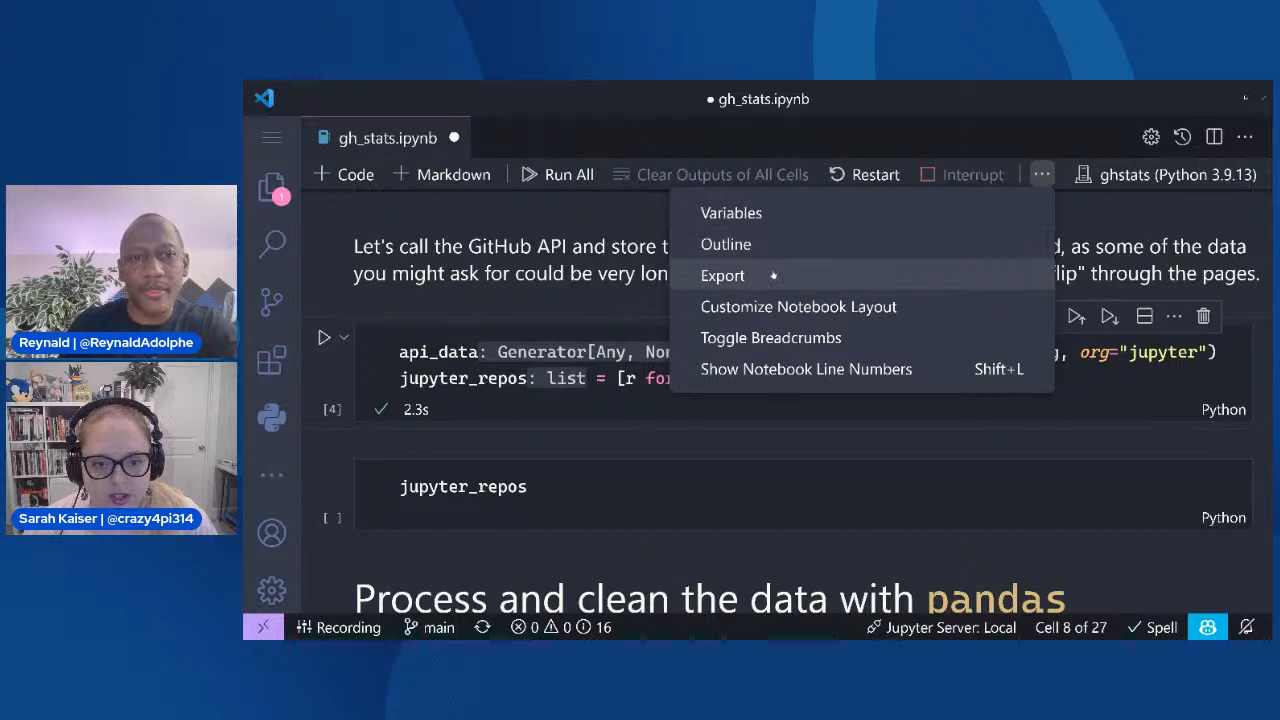 gh_stats.ipynb
gh_stats.ipynb
1
Code
Markdown
Run All
Clear Outputs of All Cells
Restart
Interrupt
...
ghstats (Python 3.9.13)
Variables
Outline
Export
Customize Notebook Layout
Toggle Breadcrumbs
Show Notebook Line Numbers Shift+L
Let's call the GitHub API and store t d, as some of the data
you might ask for could be very lon flip" through the pages.
api_data: Generator[Any, Non g, org="jupyter")
jupyter_repos: list = [r for
[4] 2.3s Python
jupyter_repos
[ ] Python
Process and clean the data with pandas
Reynald | @ReynaldAdolphe
Sarah Kaiser | @crazy4pi314
Recording main 0 0 16 Jupyter Server: Local Cell 8 of 27 Spell